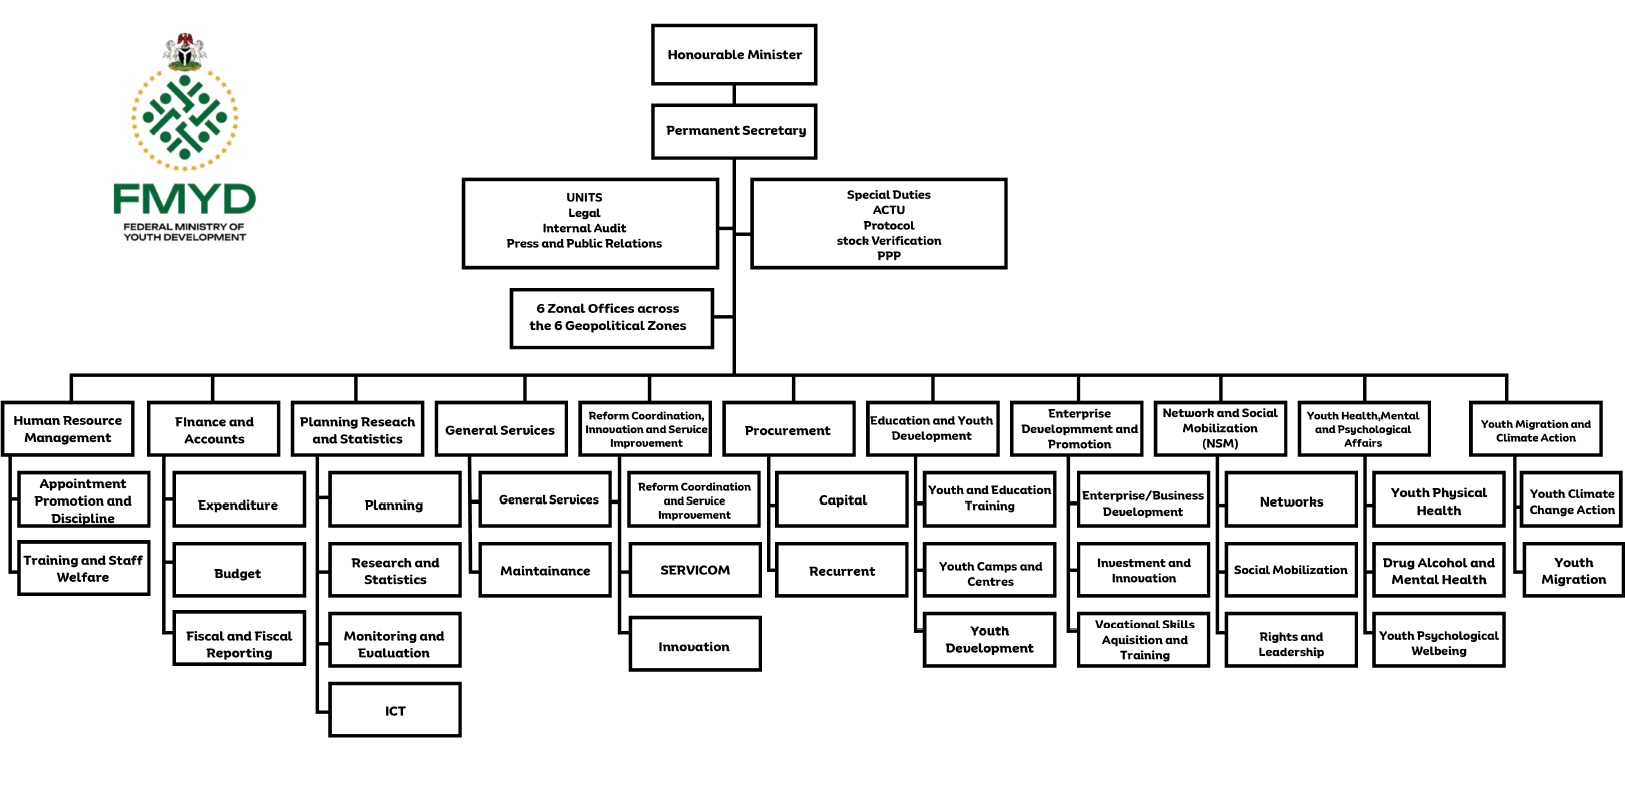 Honourable Minister
Permanent Secretary
FMYD
FEDERAL MINISTRY OF
YOUTH DEVELOPMENT
UNITS
Legal
Internal Audit
Press and Public Relations
Special Duties
ACTU
Protocol
stock Verification
PPP
6 Zonal Offices across
the 6 Geopolitical Zones
Human Resource
Management
FInance and
Accounts
Planning Reseach
and Statistics
General Services
Reform Coordination,
Innovation and Service
Improvement
Procurement
Education and Youth
Development
Enterprise
Developmment and
Promotion
Network and Social
Mobilization
(NSM)
Youth Health,Mental
and Psychological
Affairs
Youth Migration and
Climate Action
Appointment
Promotion and
Discipline
Training and Staff
Welfare
Expenditure
Budget
Fiscal and Fiscal
Reporting
Planning
Research and
Statistics
Monitoring and
Evaluation
ICT
General Services
Maintainance
Reform Coordination
and Service
Improvement
SERVICOM
Innovation
Capital
Recurrent
Youth and Education
Training
Youth Camps and
Centres
Youth
Development
Enterprise/Business
Development
Investment and
Innovation
Vocational Skills
Aquisition and
Training
Networks
Social Mobilization
Rights and
Leadership
Youth Physical
Health
Drug Alcohol and
Mental Health
Youth Psychological
Welbeing
Youth Climate
Change Action
Youth
Migration